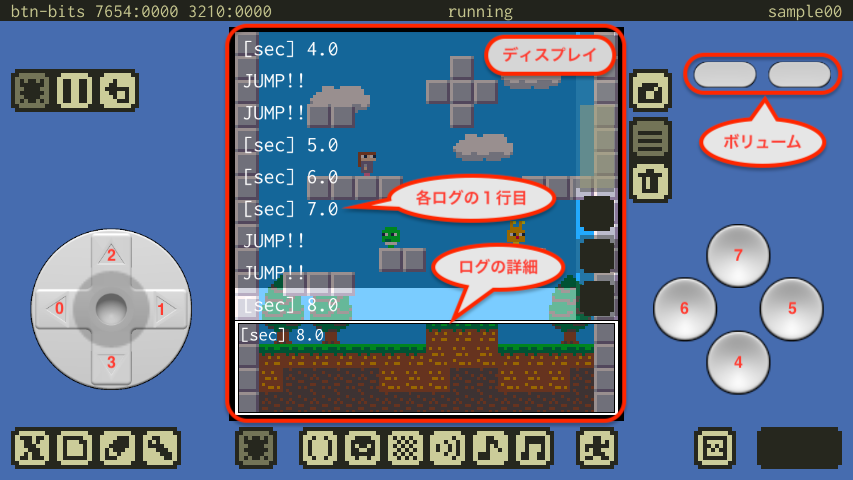 btn-bits 7654:0000 3210:0000 running sample00
[sec] 4.0
ディスプレイ
JUMP!!
JUMP!!
ボリューム
[sec] 5.0
[sec] 6.0
各ログの１行目
[sec] 7.0
JUMP!!
ログの詳細
JUMP!!
[sec] 8.0
[sec] 8.0
2
0
1
3
7
6
5
4